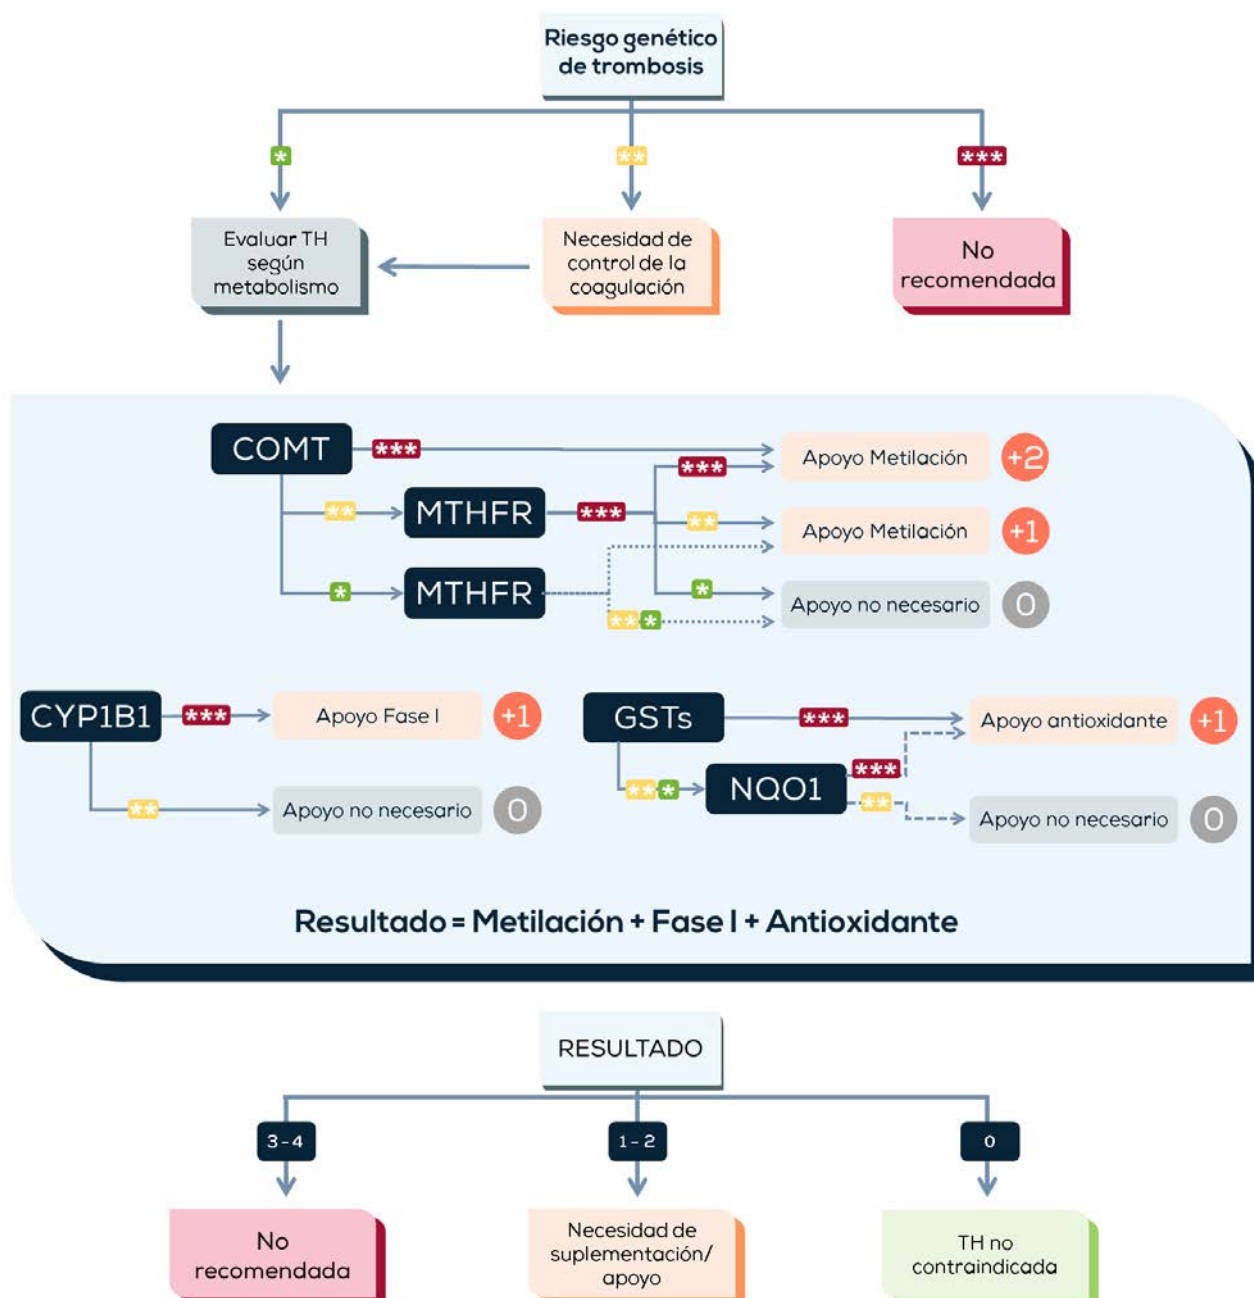 Riesgo genético
de trombosis
*
**
***
Evaluar TH
según
metabolismo
Necesidad de
control de la
coagulación
No
recomendada
COMT
***
***
Apoyo Metilación
+2
**
MTHFR
***
**
Apoyo Metilación
+1
*
MTHFR
*
** *
Apoyo no necesario
0
CYP1B1
***
Apoyo Fase I
+1
**
Apoyo no necesario
0
GSTs
***
Apoyo antioxidante
+1
** *
NQO1
***
**
Apoyo no necesario
0
Resultado = Metilación + Fase I + Antioxidante
RESULTADO
3 - 4
1 - 2
0
No
recomendada
Necesidad de
suplementación/
apoyo
TH no
contraindicada